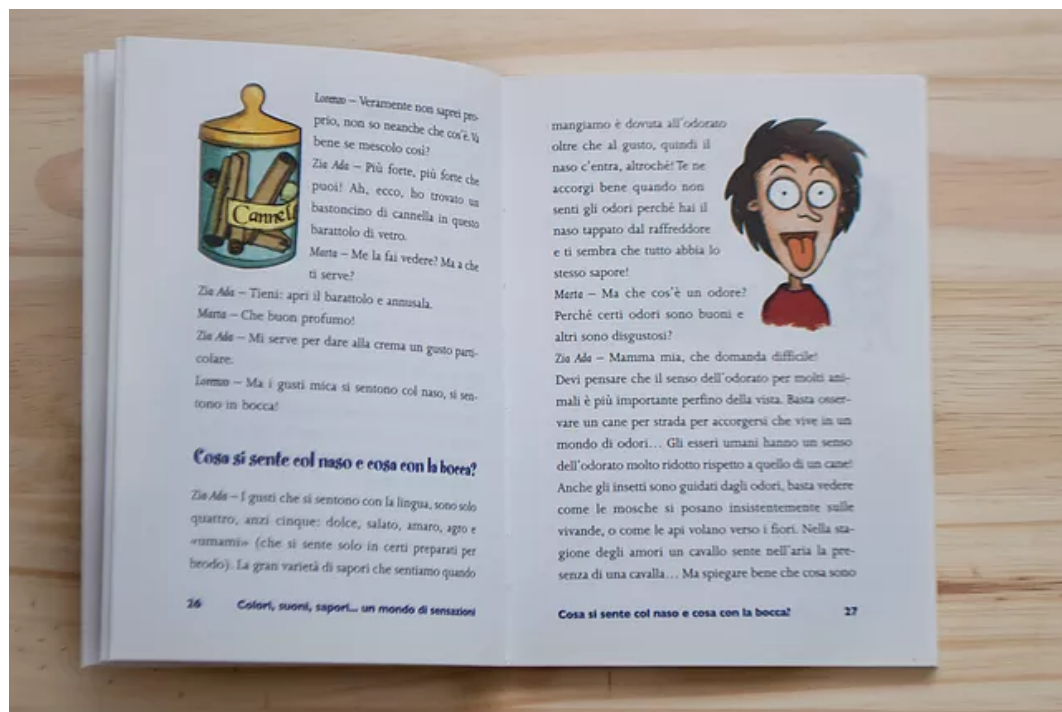 Cannel
Lorenzo – Veramente non saprei pro-
prio, non so neanche che cos'è. Va
bene se mescolo così?
Zia Ada – Più forte, più forte che
puoi! Ah, ecco, ho trovato un
bastoncino di cannella in questo
barattolo di vetro.
Marta – Me la fai vedere? Ma a che
ti serve?
Zia Ada – Tieni: apri il barattolo e annusala.
Marta – Che buon profumo!
Zia Ada – Mi serve per dare alla crema un gusto parti-
colare.
Lorenzo – Ma i gusti mica si sentono col naso, si sen-
tono in bocca!
Cosa si sente col naso e cosa con la bocca?
Zia Ada – I gusti che si sentono con la lingua, sono solo
quattro, anzi cinque: dolce, salato, amaro, agro e
«umami» (che si sente solo in certi preparati per
brodo). La gran varietà di sapori che sentiamo quando
26 Colori, suoni, sapori... un mondo di sensazioni
mangiamo è dovuta all'odorato
oltre che al gusto, quindi il
naso c'entra, altroché! Te ne
accorgi bene quando non
senti gli odori perché hai il
naso tappato dal raffreddore
e ti sembra che tutto abbia lo
stesso sapore!
Marta – Ma che cos'è un odore?
Perché certi odori sono buoni e
altri sono disgustosi?
Zia Ada – Mamma mia, che domanda difficile!
Devi pensare che il senso dell'odorato per molti ani-
mali è più importante perfino della vista. Basta osser-
vare un cane per strada per accorgersi che vive in un
mondo di odori... Gli esseri umani hanno un senso
dell'odorato molto ridotto rispetto a quello di un cane!
Anche gli insetti sono guidati dagli odori, basta vedere
come le mosche si posano insistentemente sulle
vivande, o come le api volano verso i fiori. Nella sta-
gione degli amori un cavallo sente nell'aria la pre-
senza di una cavalla... Ma spiegare bene che cosa sono
Cosa si sente col naso e cosa con la bocca? 27